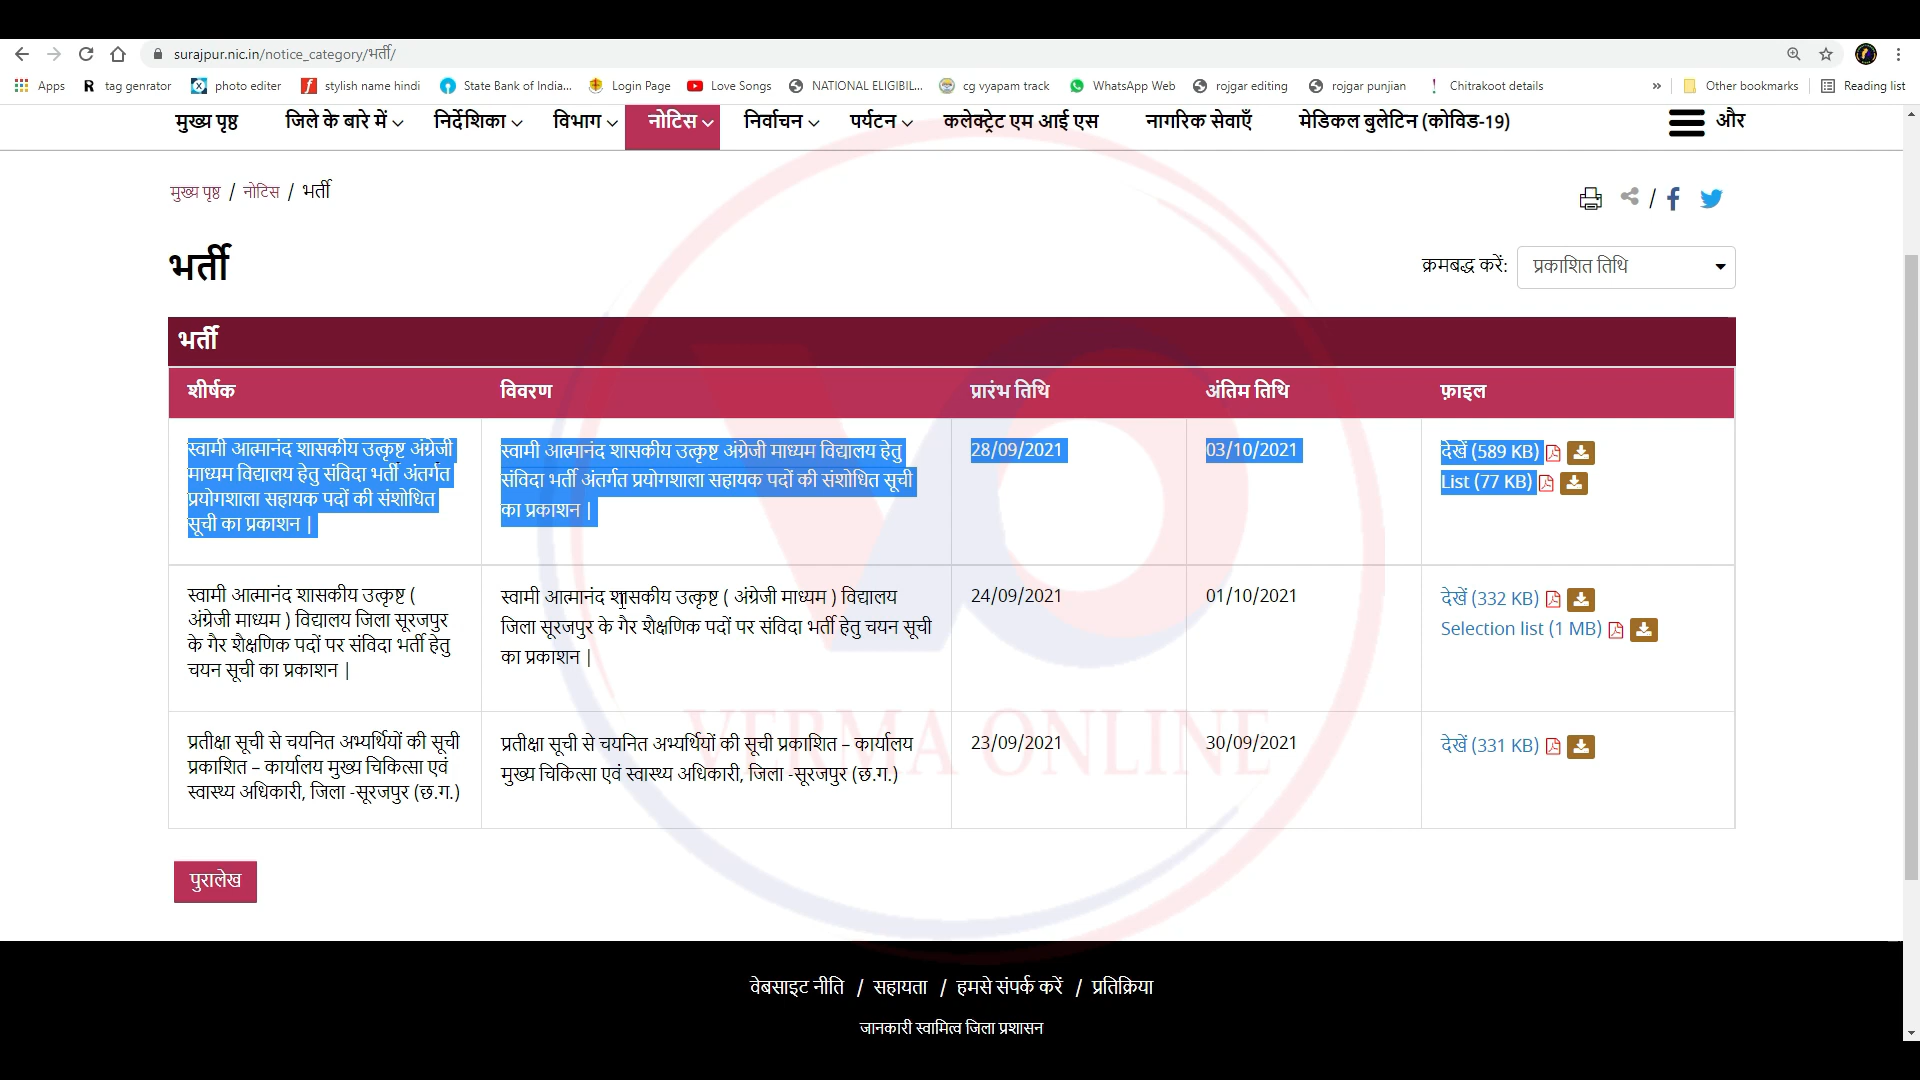 surajpur.nic.in/notice_category/भर्ती/
Apps tag genrator photo editer stylish name hindi State Bank of India... Login Page Love Songs NATIONAL ELIGIBIL... cg vyapam track WhatsApp Web rojgar editing rojgar punjian Chitrakoot details » Other bookmarks Reading list
मुख्य पृष्ठ जिले के बारे में निर्देशिका विभाग नोटिस निर्वाचन पर्यटन कलेक्ट्रेट एम आई एस नागरिक सेवाएँ मेडिकल बुलेटिन (कोविड-19) और
मुख्य पृष्ठ / नोटिस / भर्ती
भर्ती
क्रमबद्ध करें: प्रकाशित तिथि
भर्ती
शीर्षक विवरण प्रारंभ तिथि अंतिम तिथि फ़ाइल
स्वामी आत्मानंद शासकीय उत्कृष्ट अंग्रेजी
माध्यम विद्यालय हेतु संविदा भर्ती अंतर्गत
प्रयोगशाला सहायक पदों की संशोधित
सूची का प्रकाशन |
स्वामी आत्मानंद शासकीय उत्कृष्ट अंग्रेजी माध्यम विद्यालय हेतु
संविदा भर्ती अंतर्गत प्रयोगशाला सहायक पदों की संशोधित सूची
का प्रकाशन |
28/09/2021
03/10/2021
देखें (589 KB)
List (77 KB)
स्वामी आत्मानंद शासकीय उत्कृष्ट (
अंग्रेजी माध्यम ) विद्यालय जिला सूरजपुर
के गैर शैक्षणिक पदों पर संविदा भर्ती हेतु
चयन सूची का प्रकाशन |
स्वामी आत्मानंद शासकीय उत्कृष्ट ( अंग्रेजी माध्यम ) विद्यालय
जिला सूरजपुर के गैर शैक्षणिक पदों पर संविदा भर्ती हेतु चयन सूची
का प्रकाशन |
24/09/2021
01/10/2021
देखें (332 KB)
Selection list (1 MB)
प्रतीक्षा सूची से चयनित अभ्यर्थियों की सूची
प्रकाशित – कार्यालय मुख्य चिकित्सा एवं
स्वास्थ्य अधिकारी, जिला -सूरजपुर (छ.ग.)
प्रतीक्षा सूची से चयनित अभ्यर्थियों की सूची प्रकाशित – कार्यालय
मुख्य चिकित्सा एवं स्वास्थ्य अधिकारी, जिला -सूरजपुर (छ.ग.)
23/09/2021
30/09/2021
देखें (331 KB)
VERMA ONLINE
पुरालेख
वेबसाइट नीति / सहायता / हमसे संपर्क करें / प्रतिक्रिया
जानकारी स्वामित्व जिला प्रशासन